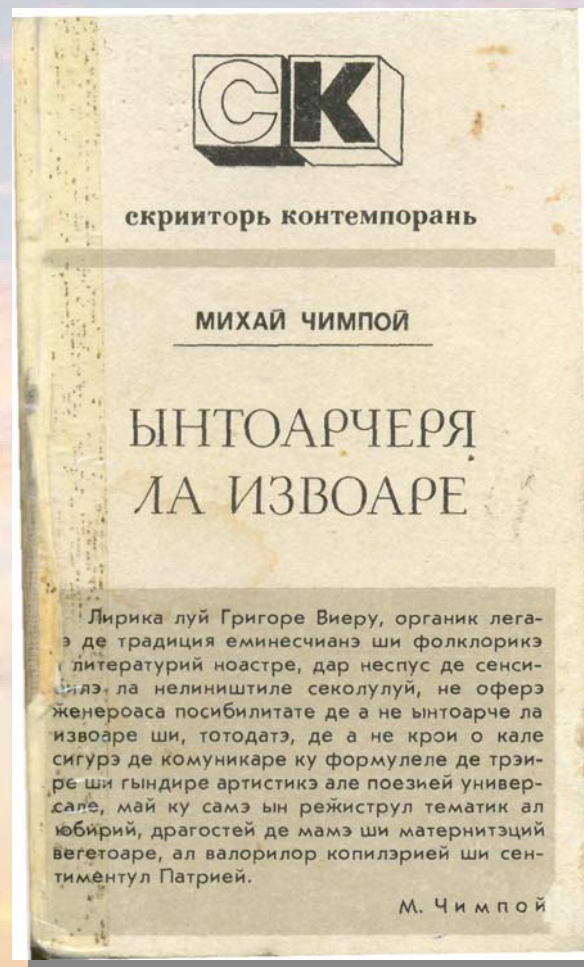 СК
скрииторь контемпорань
МИХАЙ ЧИМПОЙ
ЫНТОАРЧЕРЯ
ЛА ИЗВОАРЕ
Лирика луй Григоре Виеру, органик лега-
де традиция еминесчианэ ши фолклорикэ
литературий ноастре, дар неспус де сенси-
ла нелиништиле секолулуй, не оферэ
женероаса посибилитате де а не ынтоарче ла
извоаре ши, тотодатэ, де а не крои о кале
сигурэ де комуникаре ку формулеле де трэи-
ре ши гындире артистикэ але поезией универ-
сале, май ку самэ ын режиструл тематик ал
юбирий, драгостей де мамэ ши матернитэций
вегетоаре, ал валорилор копилэрией ши сен-
тиментул Патрией.
М. Чимпой